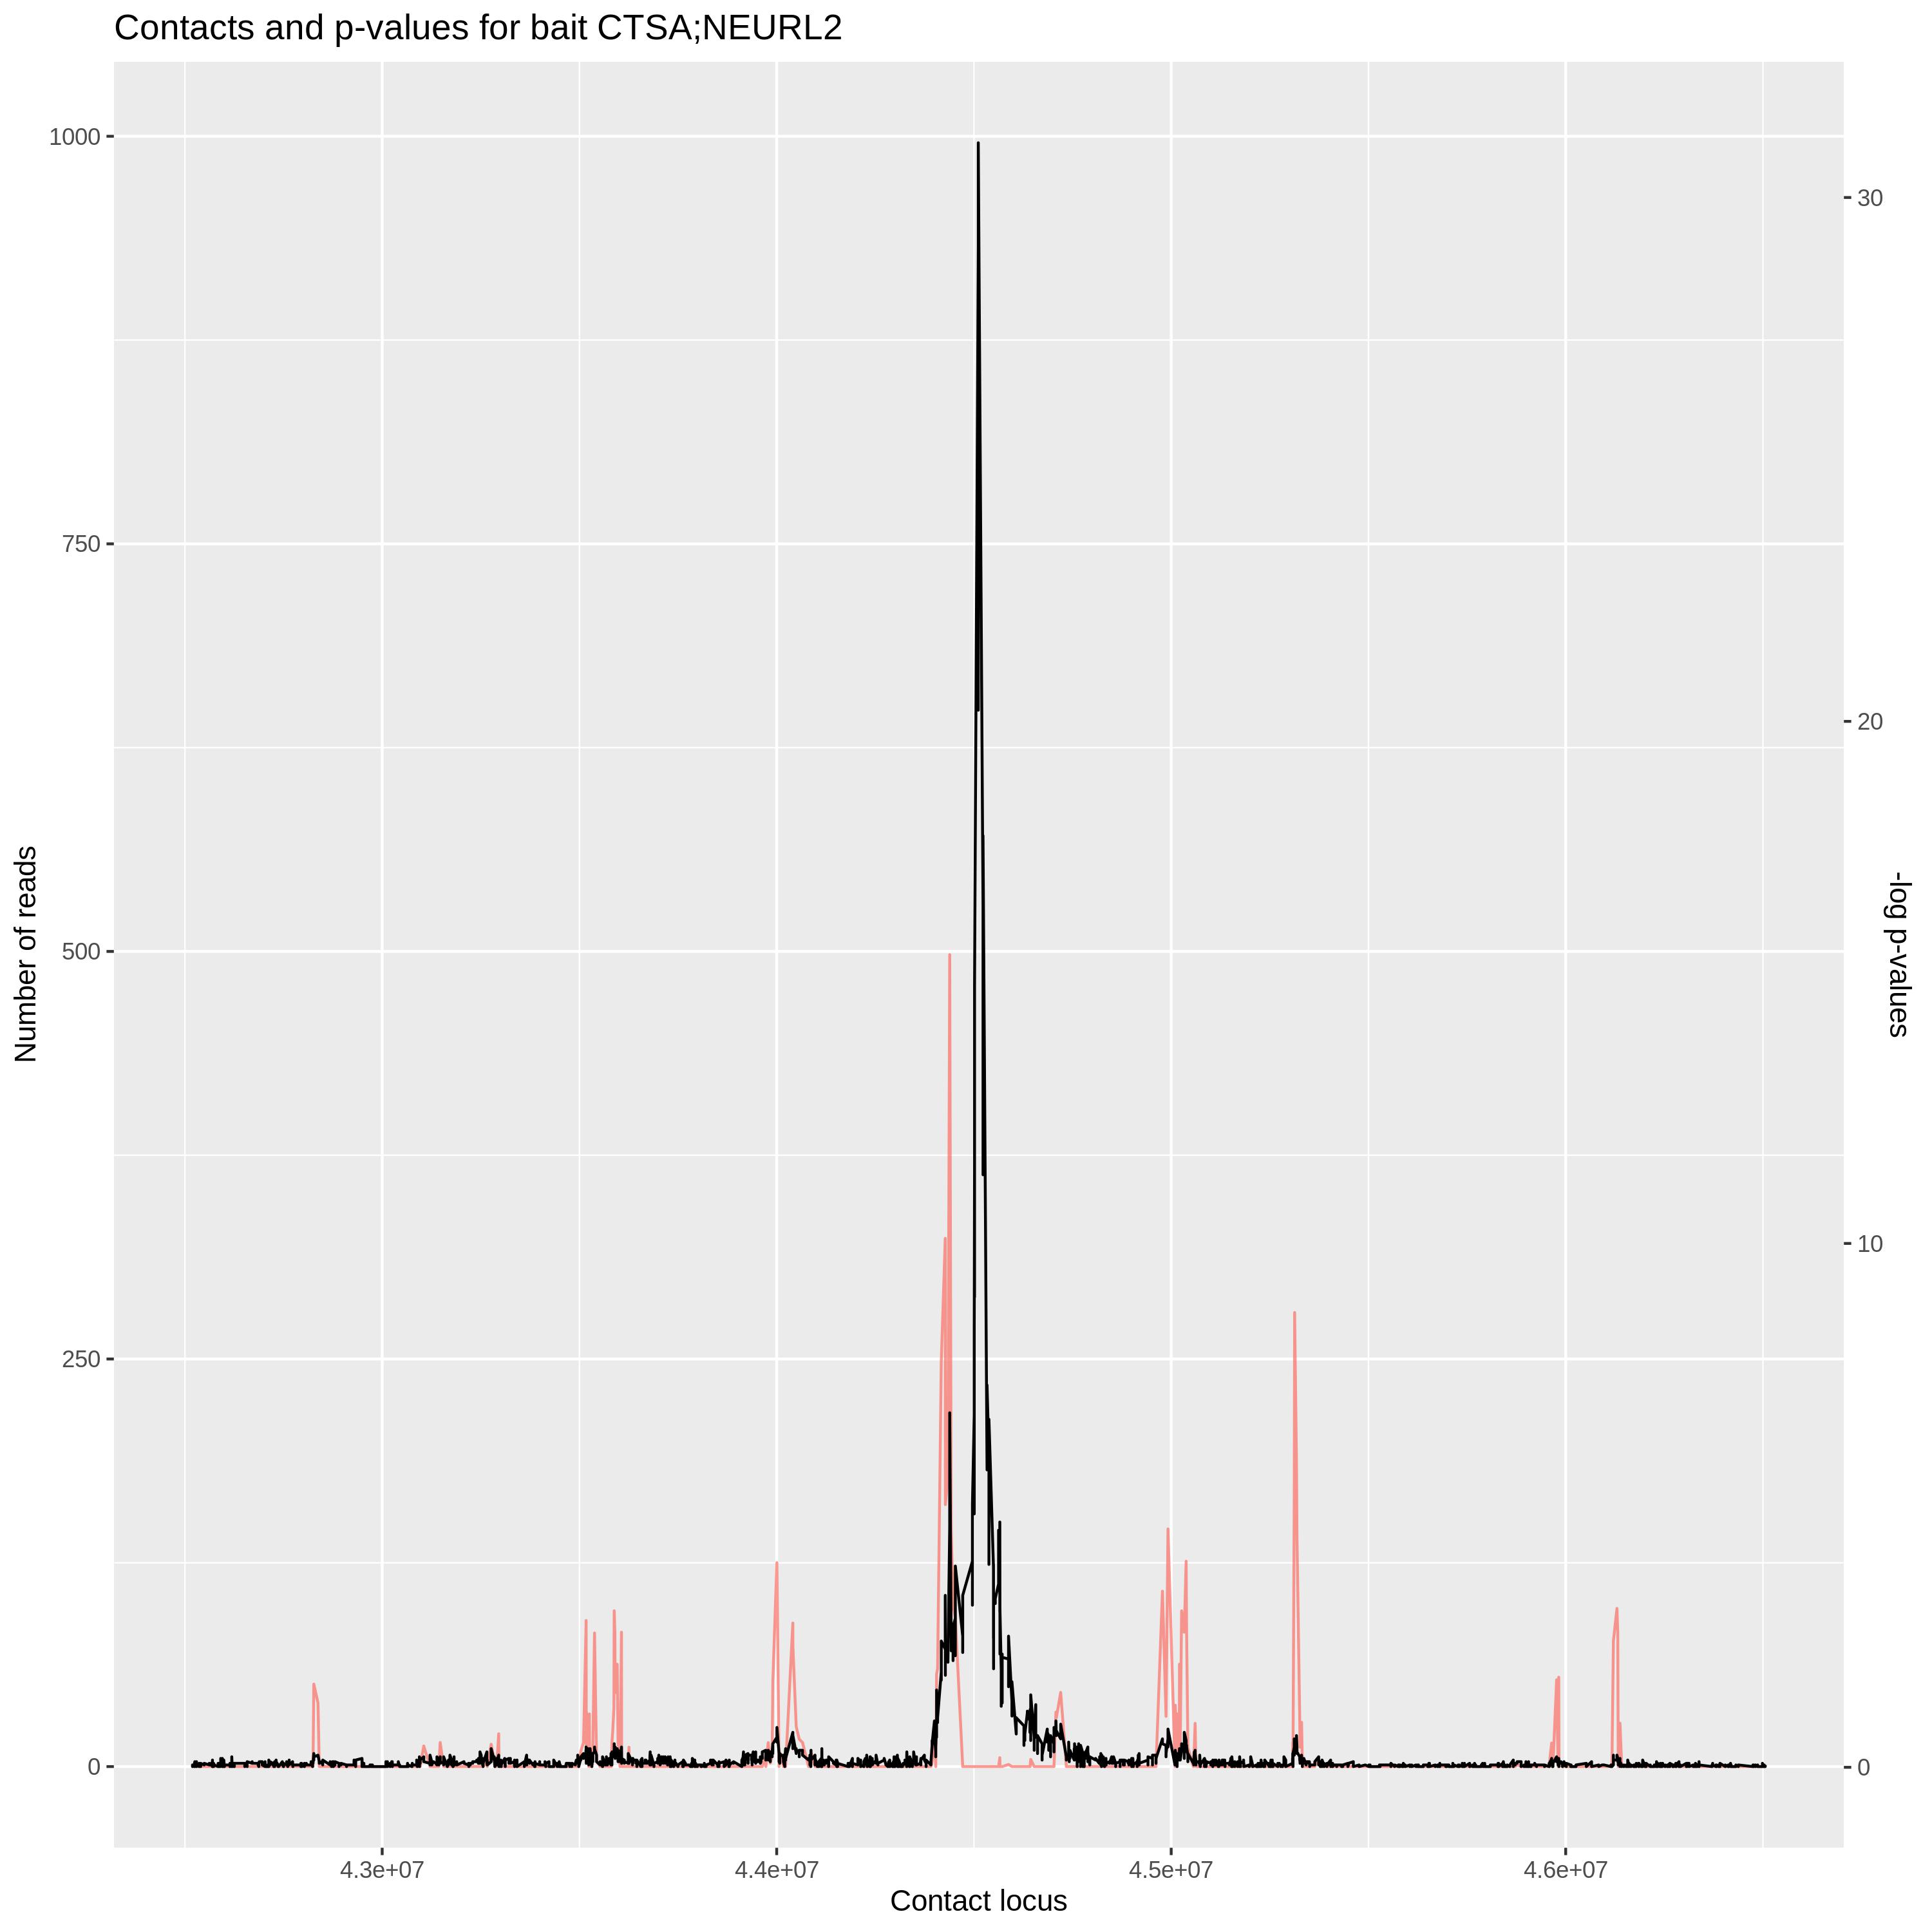 Contacts and p-values for bait CTSA;NEURL2
1000
750
500
250
0
Number of reads
30
20
10
0
-log p-values
4.3e+07
4.4e+07
4.5e+07
4.6e+07
Contact locus